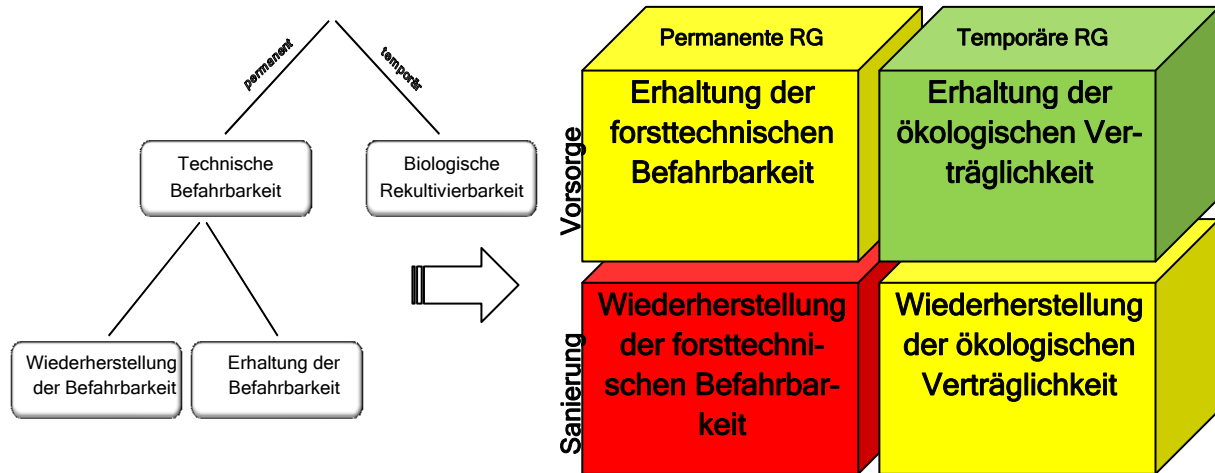 permanent
temporär
Technische
Befahrbarkeit
Biologische
Rekultivierbarkeit
Wiederherstellung
der Befahrbarkeit
Erhaltung der
Befahrbarkeit
Permanente RG
Temporäre RG
Vorsorge
Erhaltung der
forsttechnischen
Befahrbarkeit
Erhaltung der
ökologischen Ver-
träglichkeit
Sanierung
Wiederherstellung
der forsttechni-
schen Befahrbar-
keit
Wiederherstellung
der ökologischen
Verträglichkeit